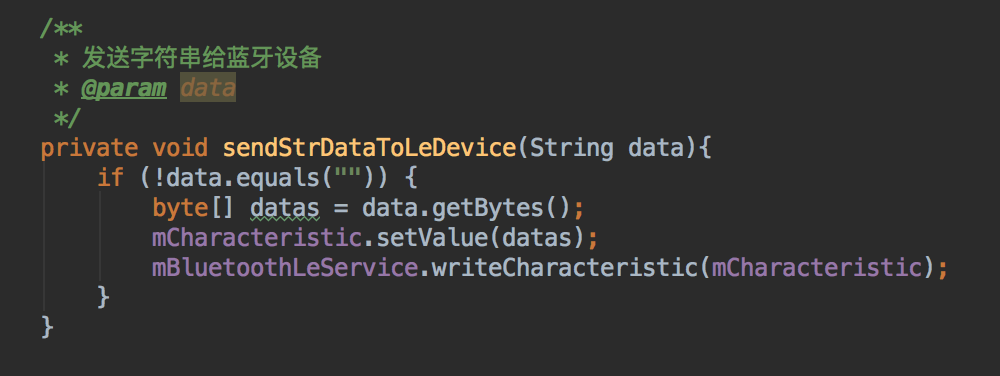 /**
 * 发送字符串给蓝牙设备
 * @param data
 */
private void sendStrDataToLeDevice(String data){
    if (!data.equals("")) {
        byte[] datas = data.getBytes();
        mCharacteristic.setValue(datas);
        mBluetoothLeService.writeCharacteristic(mCharacteristic);
    }
}